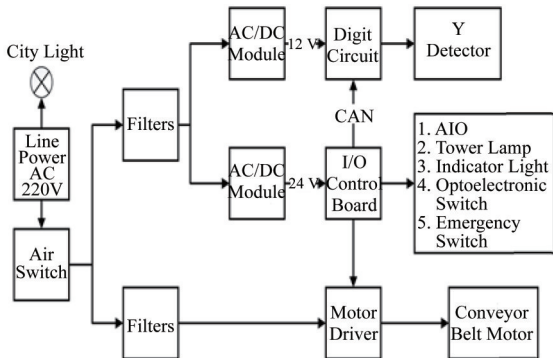 City Light
Line
Power
AC
220V
Air
Switch
Filters
Filters
AC/DC
Module
12 V
Digit
Circuit
Y
Detector
CAN
AC/DC
Module
24 V
I/O
Control
Board
1. AIO
2. Tower Lamp
3. Indicator Light
4. Optoelectronic
Switch
5. Emergency
Switch
Motor
Driver
Conveyor
Belt Motor